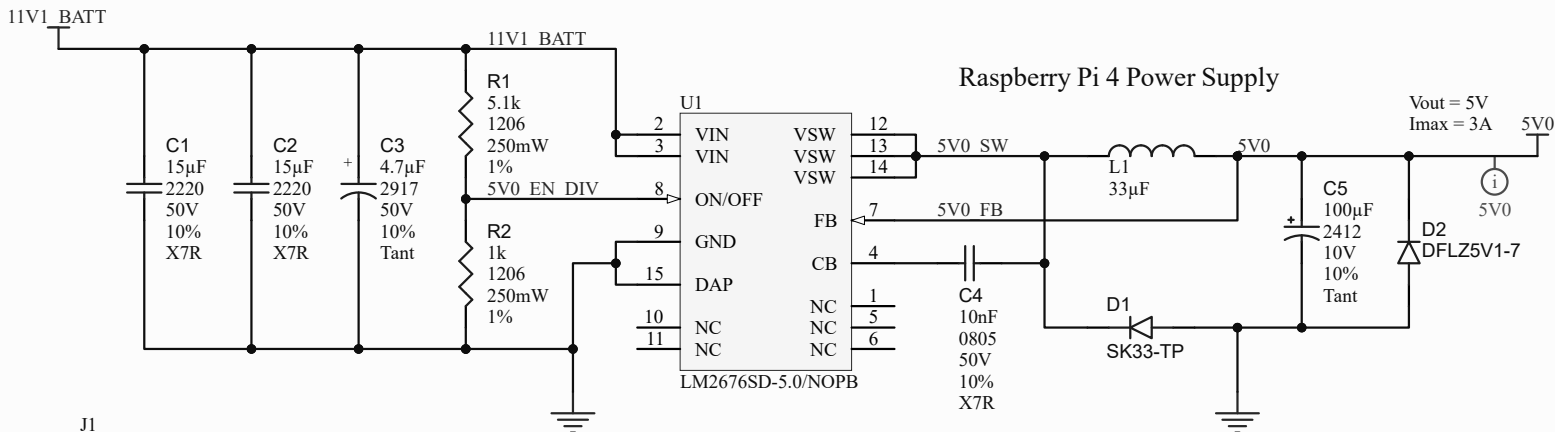 11V1_BATT
11V1_BATT
Raspberry Pi 4 Power Supply
Vout = 5V
Imax = 3A
5V0
C1
15µF
2220
50V
10%
X7R
C2
15µF
2220
50V
10%
X7R
+
C3
4.7µF
2917
50V
10%
Tant
R1
5.1k
1206
250mW
1%
5V0_EN_DIV
R2
1k
1206
250mW
1%
U1
2 VIN
3 VIN
8 ON/OFF
9 GND
15 DAP
10 NC
11 NC
VSW 12
VSW 13
VSW 14
FB 7
CB 4
NC 1
NC 5
NC 6
LM2676SD-5.0/NOPB
5V0_SW
5V0_FB
L1
33µF
5V0
C4
10nF
0805
50V
10%
X7R
D1
SK33-TP
+
C5
100µF
2412
10V
10%
Tant
D2
DFLZ5V1-7
i
5V0
J1